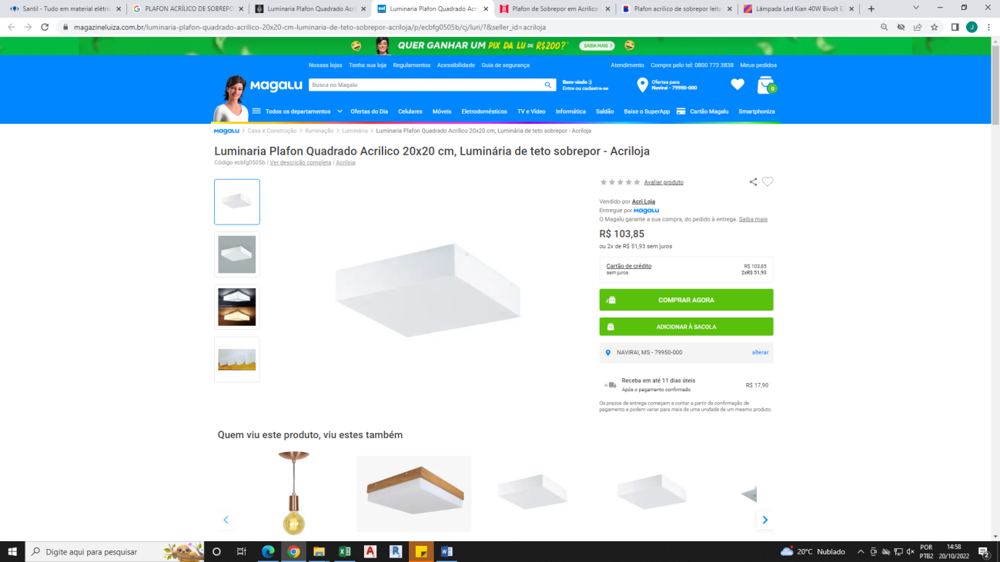 Santil - Tudo em material elétric
PLAFON ACRÍLICO DE SOBREPO
Luminaria Plafon Quadrado Acri
Luminaria Plafon Quadrado Acri
Plafon de Sobrepor em Acrílico
Plafon acrílico de sobrepor leito
Lâmpada Led Kian 40W Bivolt E
magazineluiza.com.br/luminaria-plafon-quadrado-acrilico-20x20-cm-luminaria-de-teto-sobrepor-acriloja/p/ecbfg0505b/cj/luri/?&seller_id=acriloja
J
QUER GANHAR UM PIX DA LU DE R$200?*
SAIBA MAIS
Nossas lojas Tenha sua loja Regulamentos Acessibilidade Guia de segurança
Atendimento Compre pelo tel: 0800 773 3838 Meus pedidos
MAGALU
Busca no Magalu
Bem-vindo :)
Entre ou cadastre-se
Ofertas para
Navirai - 79950-000
0
Todos os departamentos Ofertas do Dia Celulares Móveis Eletrodomésticos TV e Vídeo Informática Saldão Baixe o SuperApp Cartão Magalu Smartphoniza
MAGALU > Casa e Construção > Iluminação > Luminária > Luminaria Plafon Quadrado Acrilico 20x20 cm, Luminária de teto sobrepor - Acriloja
Luminaria Plafon Quadrado Acrilico 20x20 cm, Luminária de teto sobrepor - Acriloja
Código ecbfg0505b | Ver descrição completa | Acriloja
Avaliar produto
Vendido por Acri Loja
Entregue por MAGALU
O Magalu garante a sua compra, do pedido à entrega. Saiba mais
R$ 103,85
ou 2x de R$ 51,93 sem juros
Cartão de crédito R$ 103,85
sem juros 2xR$ 51,93
COMPRAR AGORA
ADICIONAR À SACOLA
NAVIRAI, MS - 79950-000 alterar
Receba em até 11 dias úteis R$ 17,90
Após o pagamento confirmado
Os prazos de entrega começam a contar a partir da confirmação de
pagamento e podem variar para mais de uma unidade de um mesmo produto.
Quem viu este produto, viu estes também
Digite aqui para pesquisar
20°C Nublado
POR
PTB2
14:58
20/10/2022
2